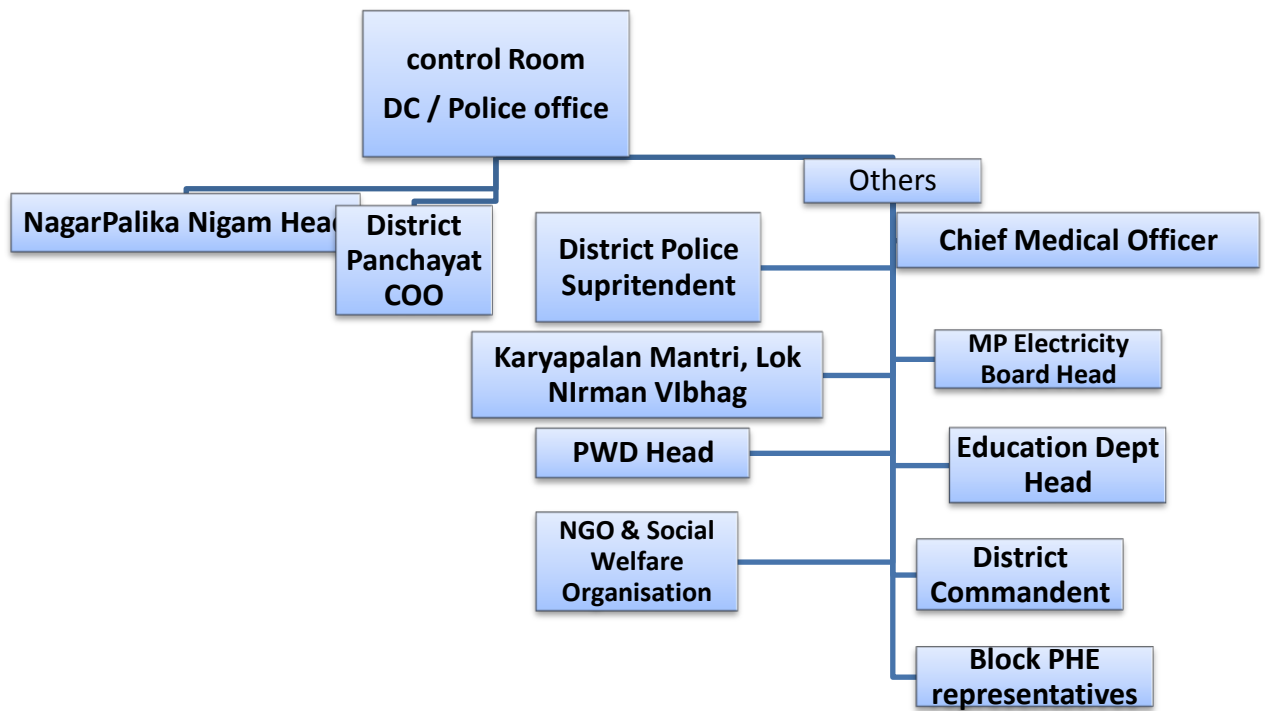 control Room
DC / Police office
Others
NagarPalika Nigam Head
District
Panchayat
COO
District Police
Supritendent
Chief Medical Officer
Karyapalan Mantri, Lok
NIrman VIbhag
MP Electricity
Board Head
PWD Head
Education Dept
Head
NGO & Social
Welfare
Organisation
District
Commandent
Block PHE
representatives